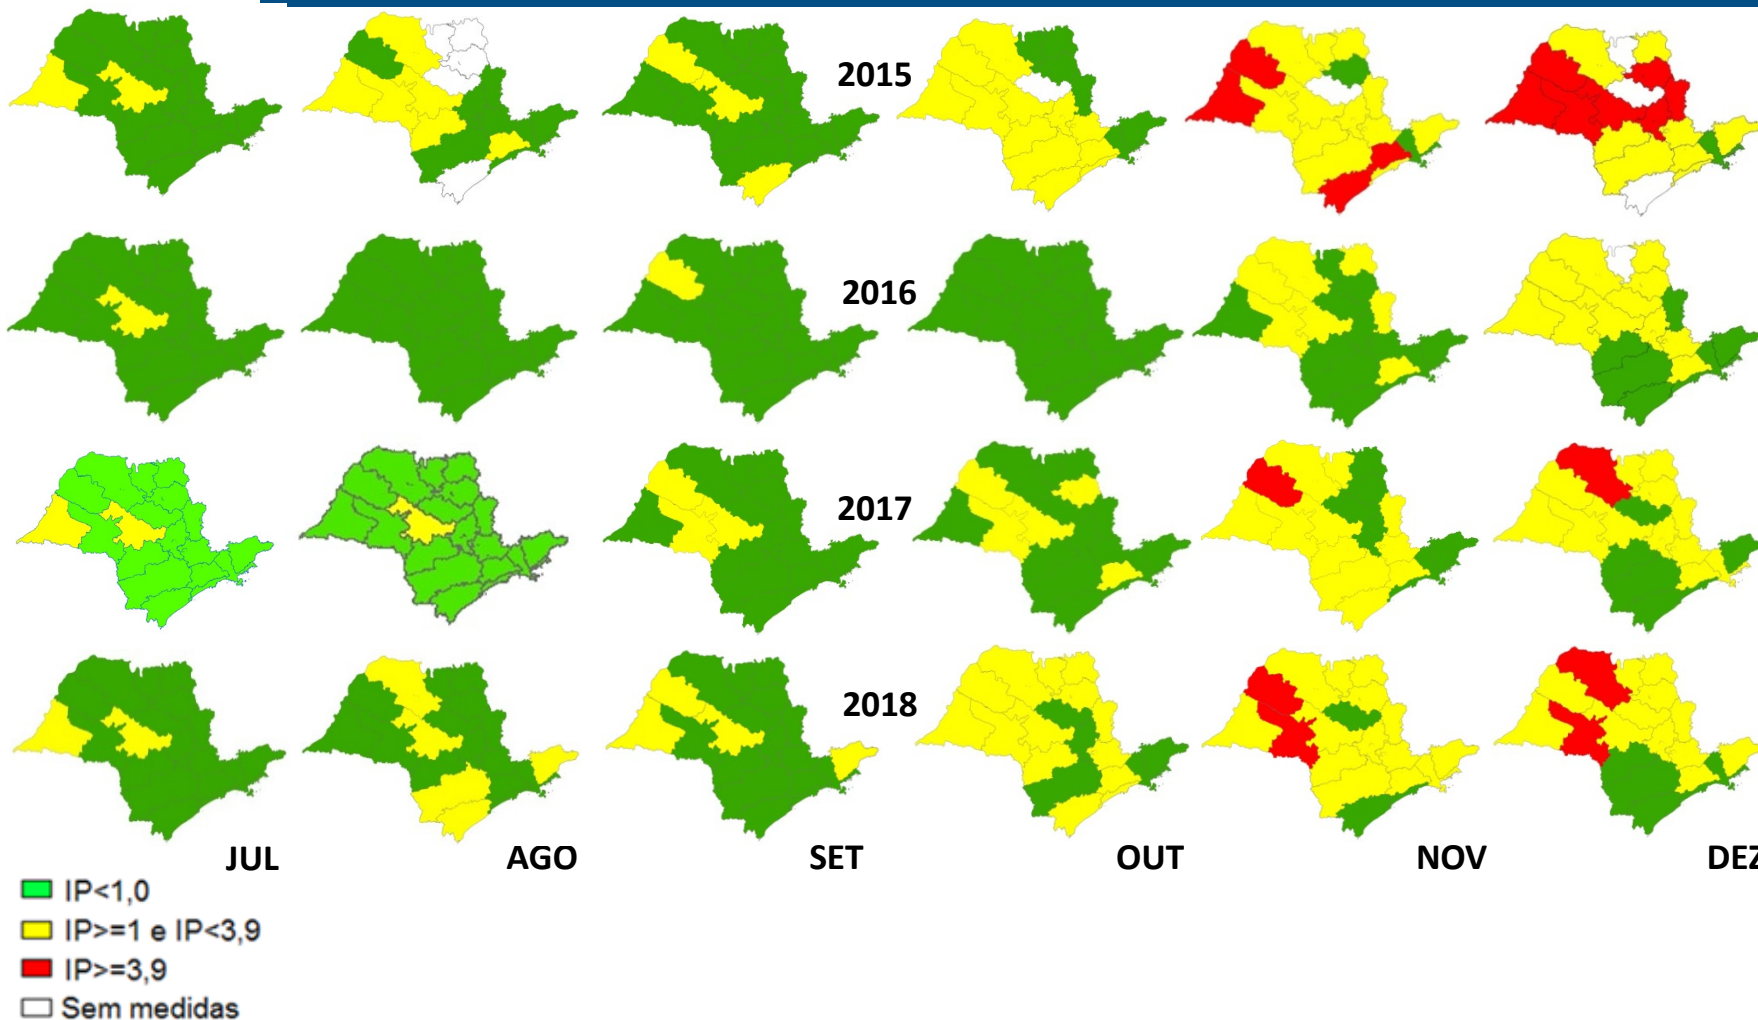 2015
2016
2017
2018
JUL AGO SET OUT NOV DEZ
IP<1,0
IP>=1 e IP<3,9
IP>=3,9
Sem medidas